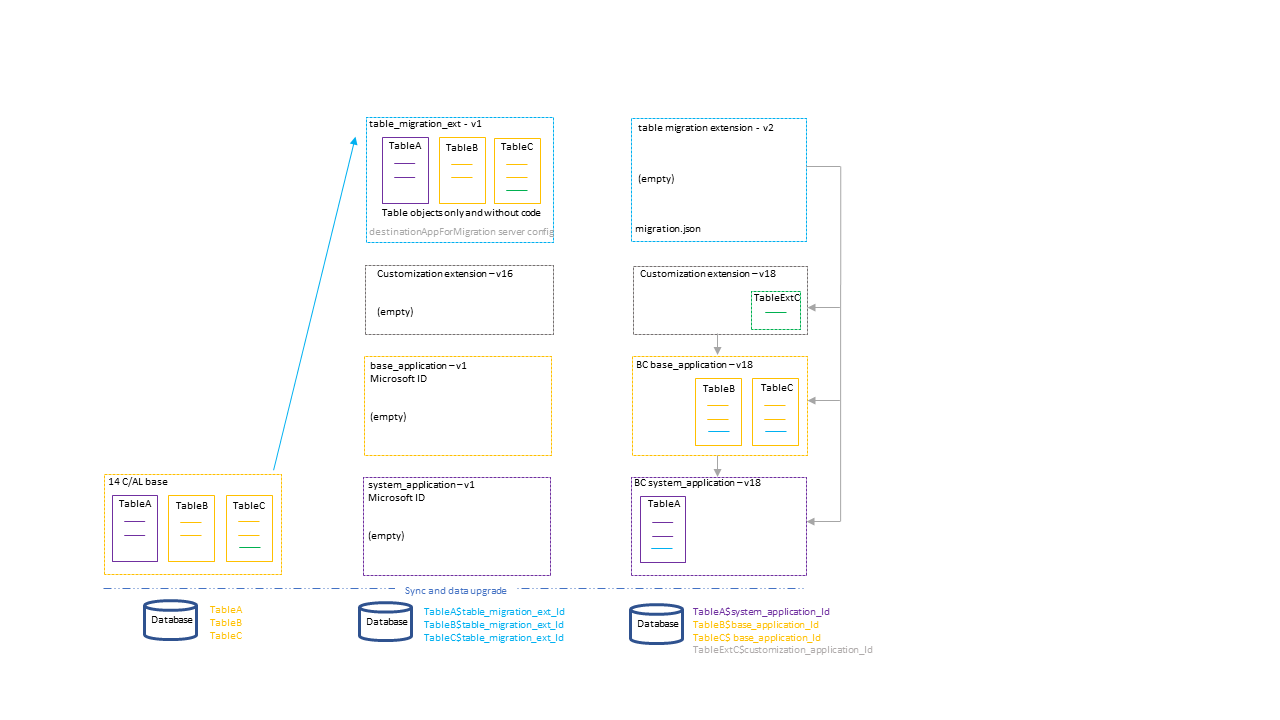 table_migration_ext - v1
TableA
TableB
TableC
Table objects only and without code
destinationAppForMigration server config
table migration extension - v2
(empty)
migration.json
Customization extension – v16
(empty)
Customization extension – v18
TableExtC
base_application – v1
Microsoft ID
(empty)
BC base_application – v18
TableB
TableC
14 C/AL base
TableA
TableB
TableC
system_application – v1
Microsoft ID
(empty)
BC system_application – v18
TableA
Sync and data upgrade
Database
TableA
TableB
TableC
Database
TableA$table_migration_ext_Id
TableB$table_migration_ext_Id
TableC$table_migration_ext_Id
Database
TableA$system_application_Id
TableB$base_application_Id
TableC$ base_application_Id
TableExtC$customization_application_Id